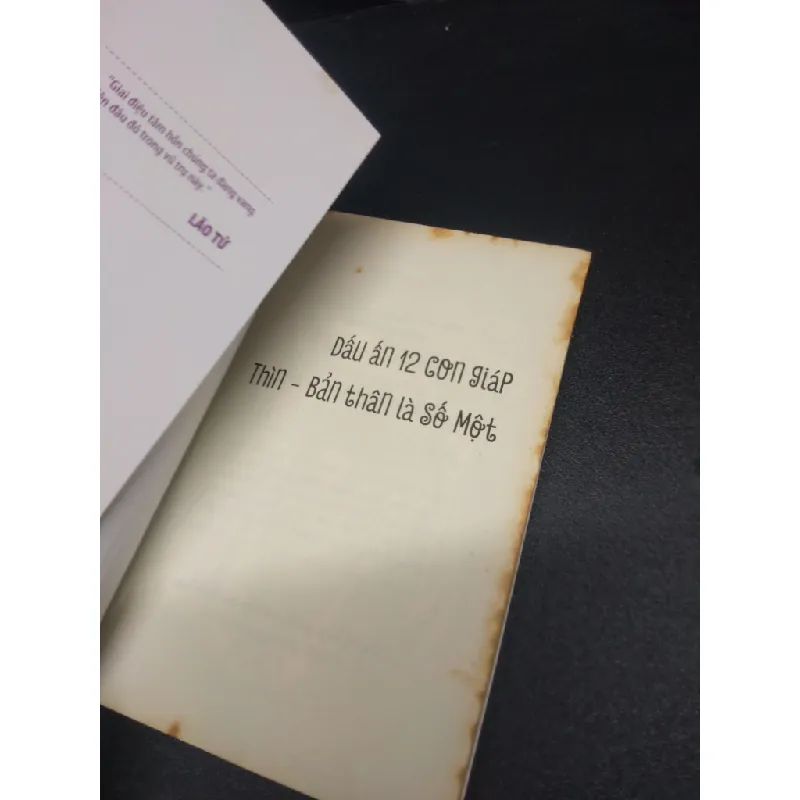 "Giai điệu tâm hồn chúng ta đang vang
đâu đó trong vũ trụ này."
LÃO TỬ
Dấu ấn 12 con giáp
Thìn - Bản thân là Số Một